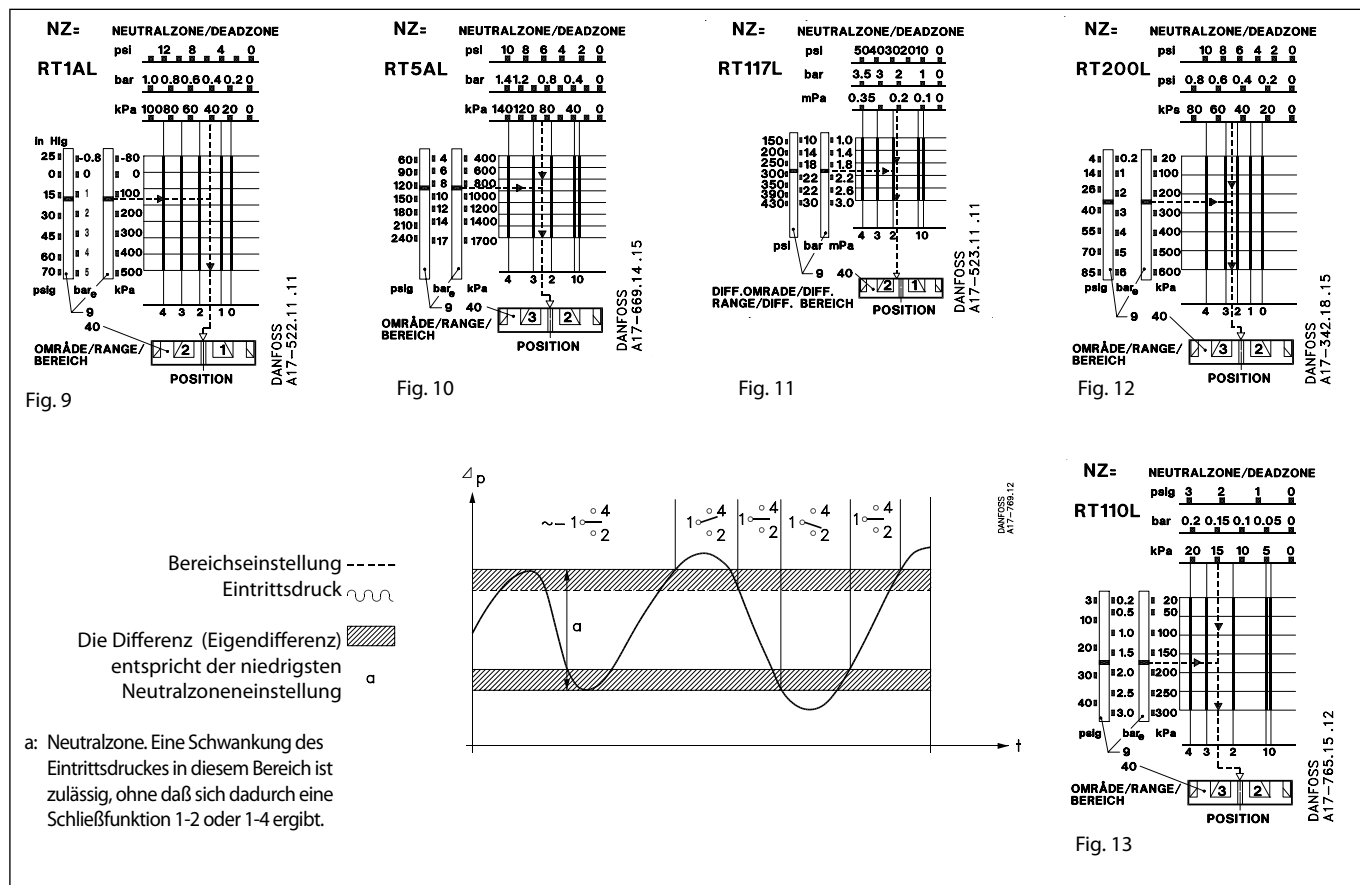 NZ= NEUTRALZONE/DEADZONE
psi 12 8 4 0
RT1AL
bar 1.0 0.8 0.6 0.4 0.2 0
kPa 100 80 60 40 20 0
in Hlg
25 -0.8 -80
0 0 0
15 1 100
30 2 200
45 3 300
60 4 400
70 5 500
psig bare kPa
4 3 2 1 0
9
40
OMRÅDE/RANGE/
BEREICH
2 1
POSITION
DANFOSS
A17-522.11.11
Fig. 9
NZ= NEUTRALZONE/DEADZONE
psi 10 8 6 4 2 0
RT5AL
bar 1.4 1.2 0.8 0.4 0
kPa 140 120 80 40 0
60 4 400
90 6 600
120 8 800
150 10 1000
180 12 1200
210 14 1400
240 17 1700
4 3 2 1 0
psig bare kPa
9
40
OMRÅDE/RANGE/
BEREICH
3 2
POSITION
DANFOSS
A17-669.14.15
Fig. 10
NZ= NEUTRALZONE/DEADZONE
psi 50 40 30 20 10 0
RT117L
bar 3.5 3 2 1 0
mPa 0.35 0.2 0.1 0
150 10 1.0
200 14 1.4
250 18 1.8
300 22 2.2
350 22 2.6
390 30 3.0
430
4 3 2 1 0
psi bar mPa
9 40
DIFF.OMRADE/DIFF.
RANGE/DIFF. BEREICH
2 1
POSITION
DANFOSS
A17-523.11.11
Fig. 11
NZ= NEUTRALZONE/DEADZONE
psi 10 8 6 4 2 0
RT200L
psi 0.8 0.6 0.4 0.2 0
kPs 80 60 40 20 0
4 0.2 20
14 1 100
26 2 200
40 3 300
55 4 400
70 5 500
85 6 600
psig bare kPa
4 3 2 1 0
9 40
OMRÅDE/RANGE/
BEREICH
3 2
POSITION
DANFOSS
A17-342.18.15
Fig. 12
Δp
~– 1 4 2
1 4 2
1 4 2
1 4 2
1 4 2
DANFOSS
A17-769.12
a
t
Bereichseinstellung
Eintrittsdruck
Die Differenz (Eigendifferenz)
entspricht der niedrigsten
Neutralzoneneinstellung
a
a: Neutralzone. Eine Schwankung des
Eintrittsdruckes in diesem Bereich ist
zulässig, ohne daß sich dadurch eine
Schließfunktion 1-2 oder 1-4 ergibt.
NZ= NEUTRALZONE/DEADZONE
psig 3 2 1 0
RT110L
bar 0.2 0.15 0.1 0.05 0
kPa 20 15 10 5 0
3 0.2 20
0.5 50
10 1.0 100
20 1.5 150
30 2.0 200
2.5 250
40 3.0 300
psig bare kPa
4 3 2 1 0
9
40
OMRÅDE/RANGE/
BEREICH
3 2
POSITION
DANFOSS
A17-765.15.12
Fig. 13